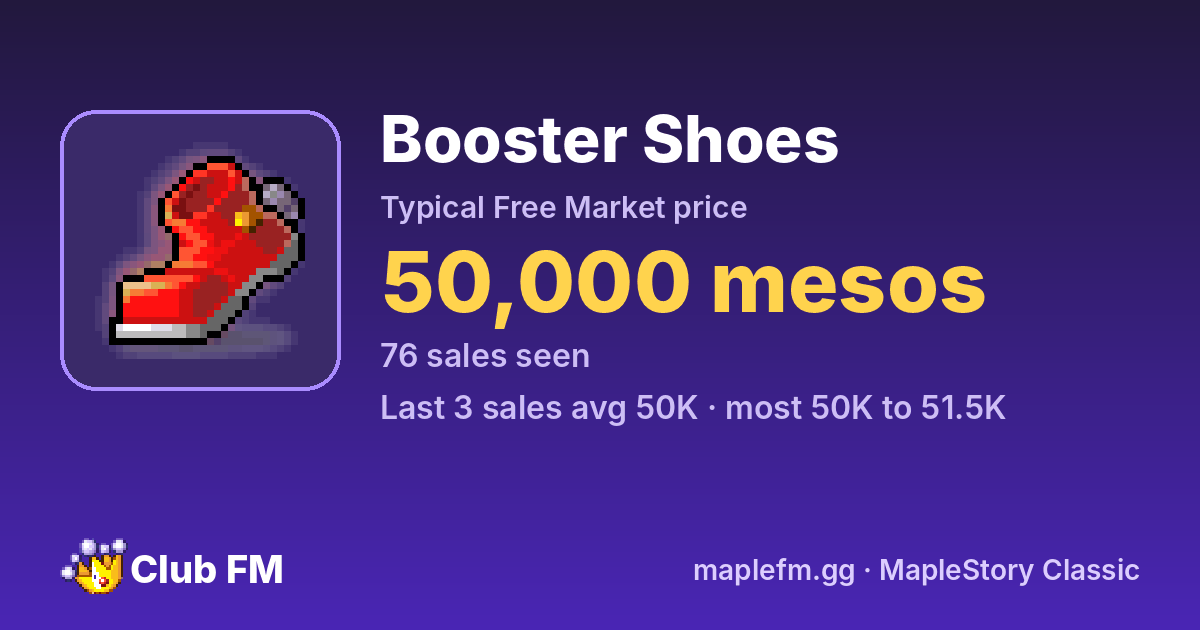 Booster Shoes
Typical Free Market price
50,000 mesos
76 sales seen
Last 3 sales avg 50K · most 50K to 51.5K
Club FM
maplefm.gg · MapleStory Classic